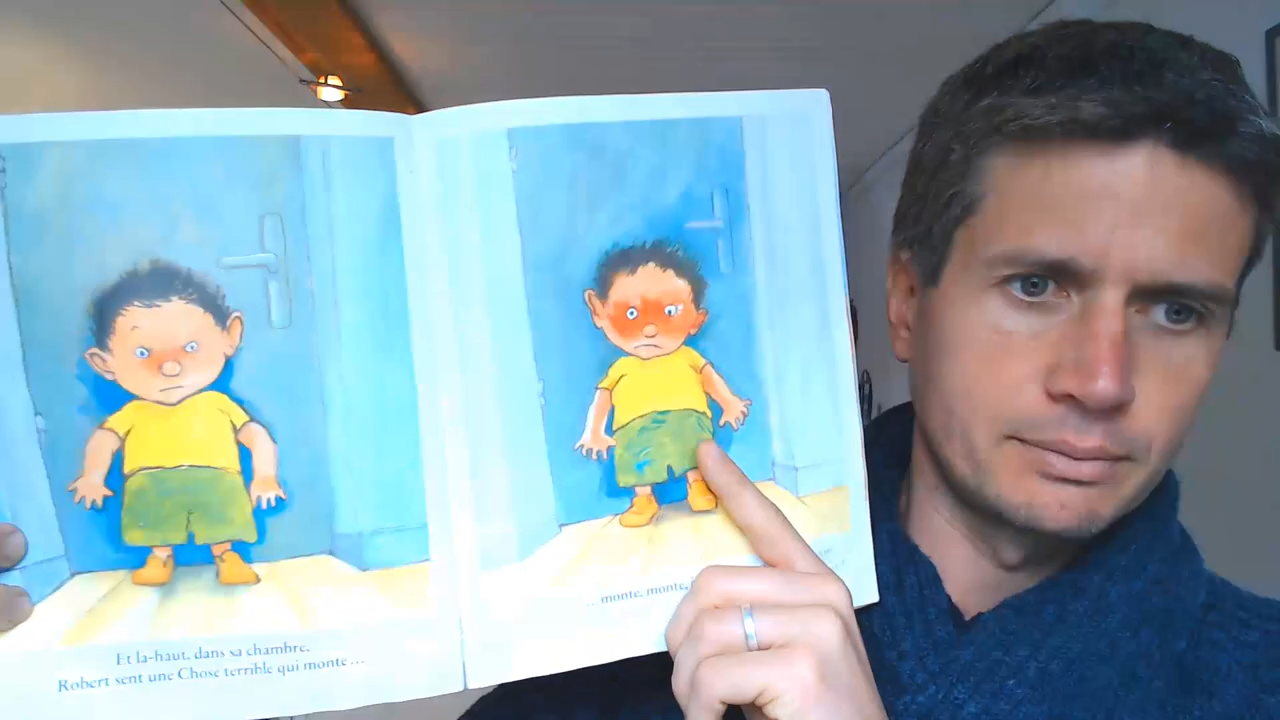 Et là-haut, dans sa chambre,
Robert sent une Chose terrible qui monte...
... monte, monte,